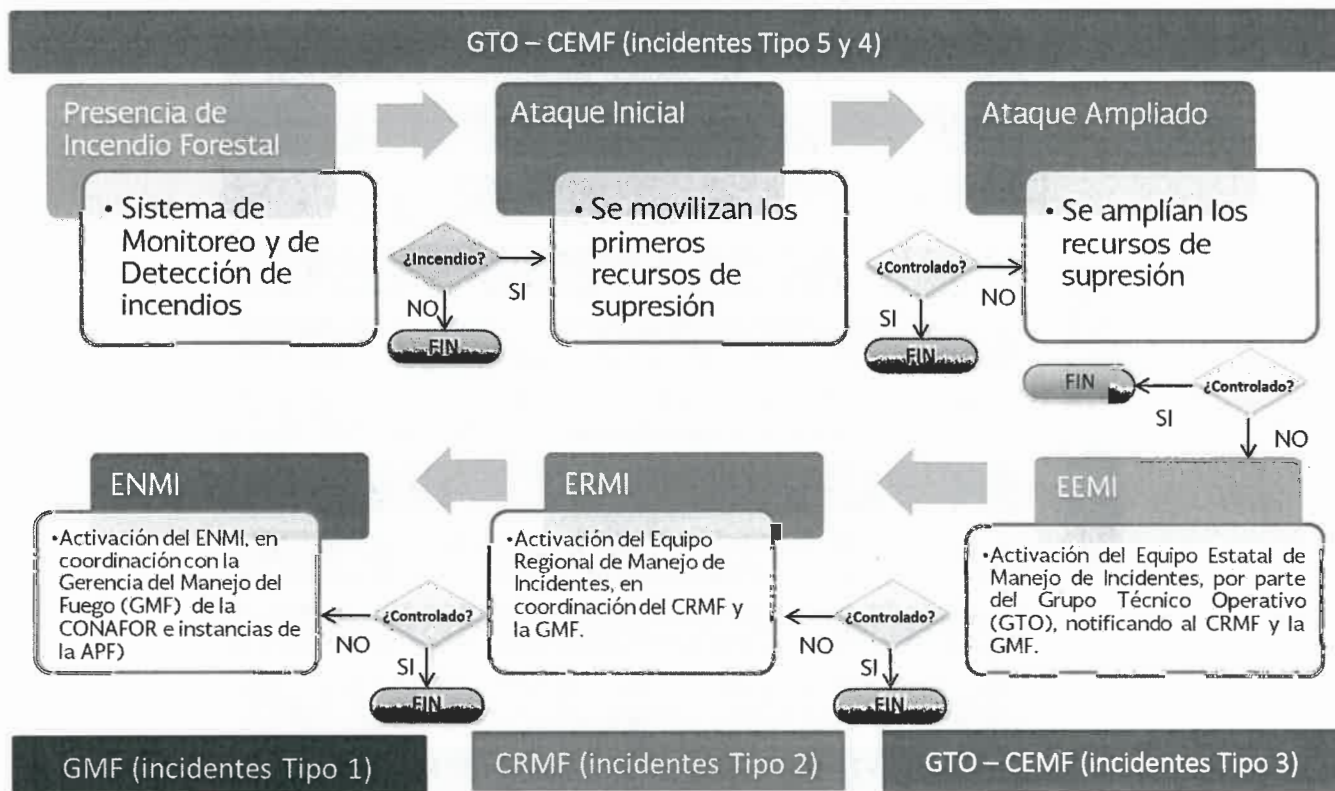 GTO – CEMF (incidentes Tipo 5 y 4)
Presencia de
Incendio Forestal
• Sistema de
Monitoreo y de
Detección de
incendios
¿Incendio?
SI
NO
FIN
Ataque Inicial
• Se movilizan los
primeros
recursos de
supresión
¿Controlado?
NO
SI
FIN
Ataque Ampliado
• Se amplían los
recursos de
supresión
¿Controlado?
SI
FIN
NO
EEMI
•Activación del Equipo Estatal de
Manejo de Incidentes, por parte
del Grupo Técnico Operativo
(GTO), notificando al CRMF y la
GMF.
¿Controlado?
NO
SI
FIN
ERMI
•Activación del Equipo
Regional de Manejo de
Incidentes, en
coordinación del CRMF y
la GMF.
¿Controlado?
NO
SI
FIN
ENMI
•Activación del ENMI, en
coordinación con la
Gerencia del Manejo del
Fuego (GMF) de la
CONAFOR e instancias de
la APF)
GMF (incidentes Tipo 1)
CRMF (incidentes Tipo 2)
GTO – CEMF (incidentes Tipo 3)